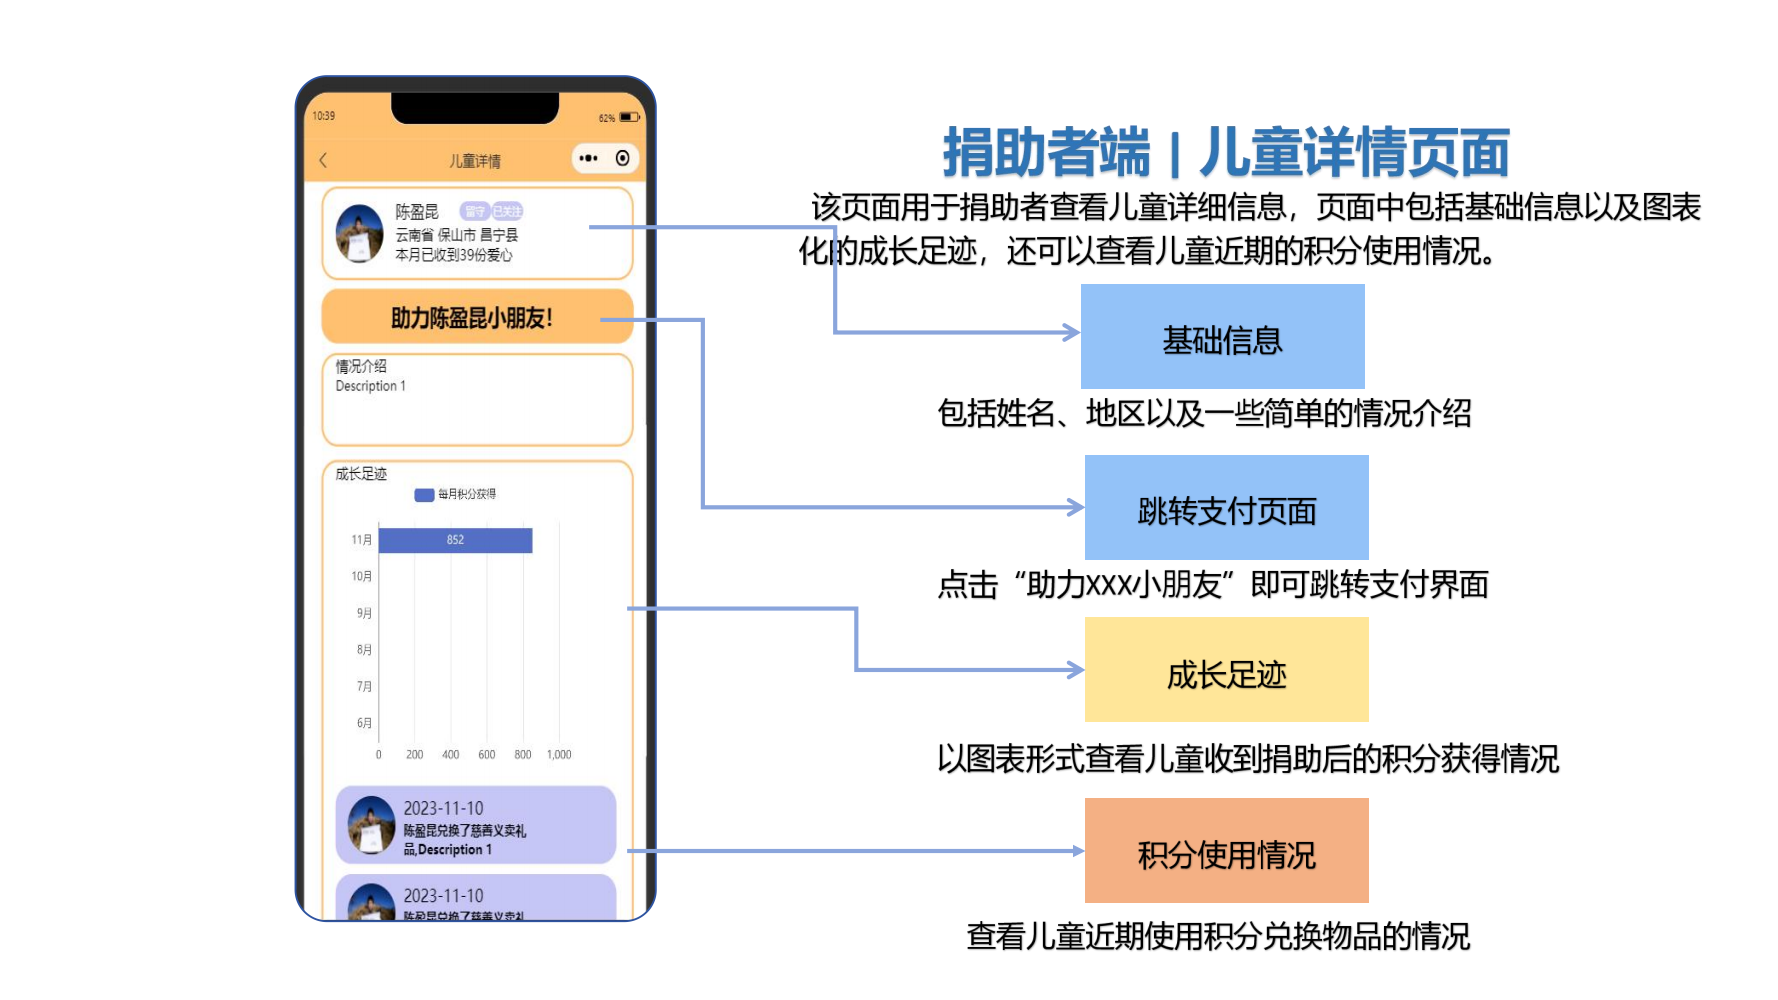 10:39
62%
儿童详情
陈盈昆 留守 已关注
云南省 保山市 昌宁县
本月已收到39份爱心
助力陈盈昆小朋友!
情况介绍
Description 1
成长足迹
每月积分获得
11月
852
10月
9月
8月
7月
6月
0 200 400 600 800 1,000
2023-11-10
陈盈昆兑换了慈善义卖礼
品,Description 1
2023-11-10
陈盈昆兑换了慈善义卖礼
捐助者端 | 儿童详情页面
该页面用于捐助者查看儿童详细信息，页面中包括基础信息以及图表
化的成长足迹，还可以查看儿童近期的积分使用情况。
基础信息
包括姓名、地区以及一些简单的情况介绍
跳转支付页面
点击“助力XXX小朋友”即可跳转支付界面
成长足迹
以图表形式查看儿童收到捐助后的积分获得情况
积分使用情况
查看儿童近期使用积分兑换物品的情况